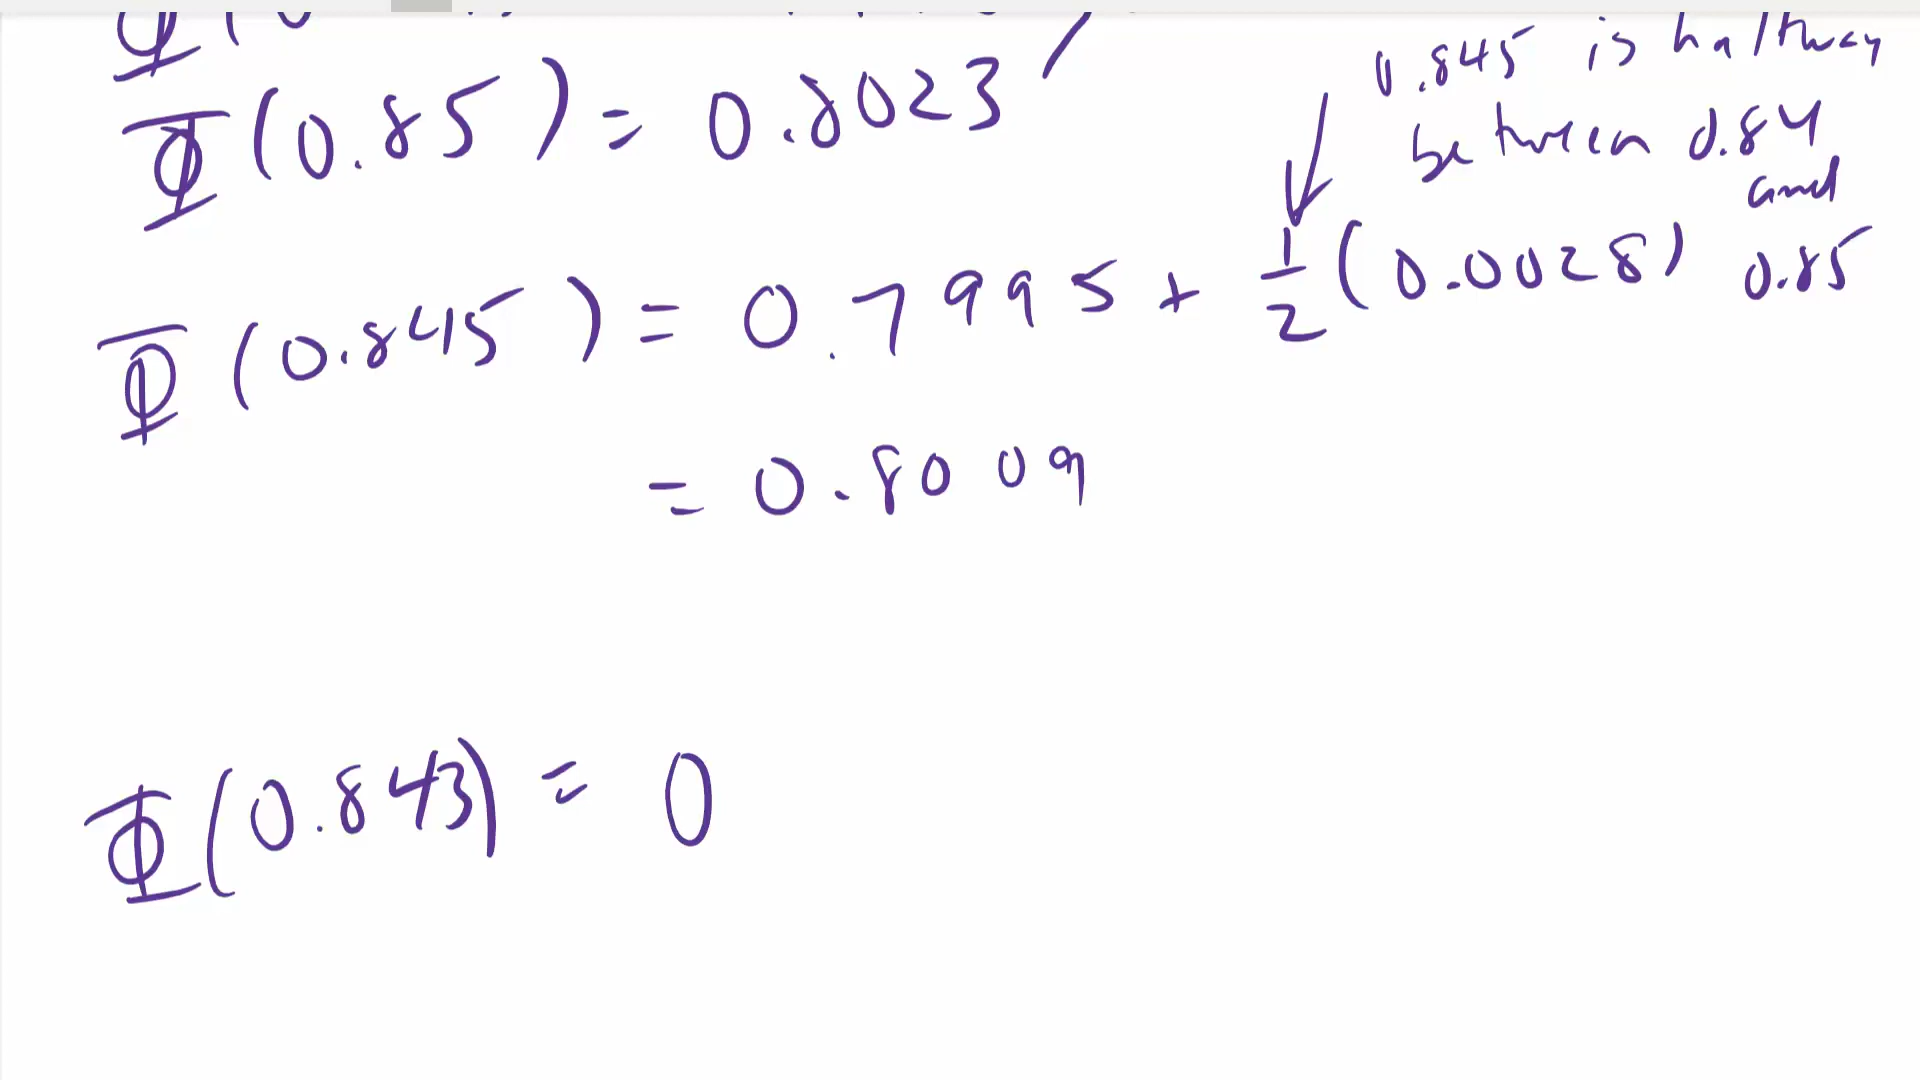 Φ(0.85) = 0.8023
0.845 is halfway
between 0.84
and
0.85
Φ(0.845) = 0.7995 + 1/2 (0.0028)
= 0.8009
Φ(0.843) = 0